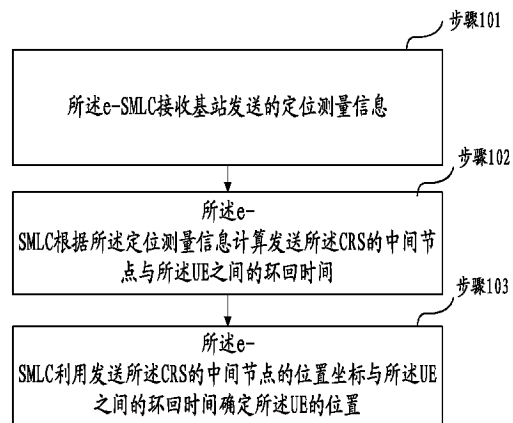 步骤101
所述e-SMLC接收基站发送的定位测量信息
步骤102
所述e-
SMLC根据所述定位测量信息计算发送所述CRS的中间节
点与所述UE之间的环回时间
步骤103
所述e-
SMLC利用发送所述CRS的中间节点的位置坐标与所述UE
之间的环回时间确定所述UE的位置